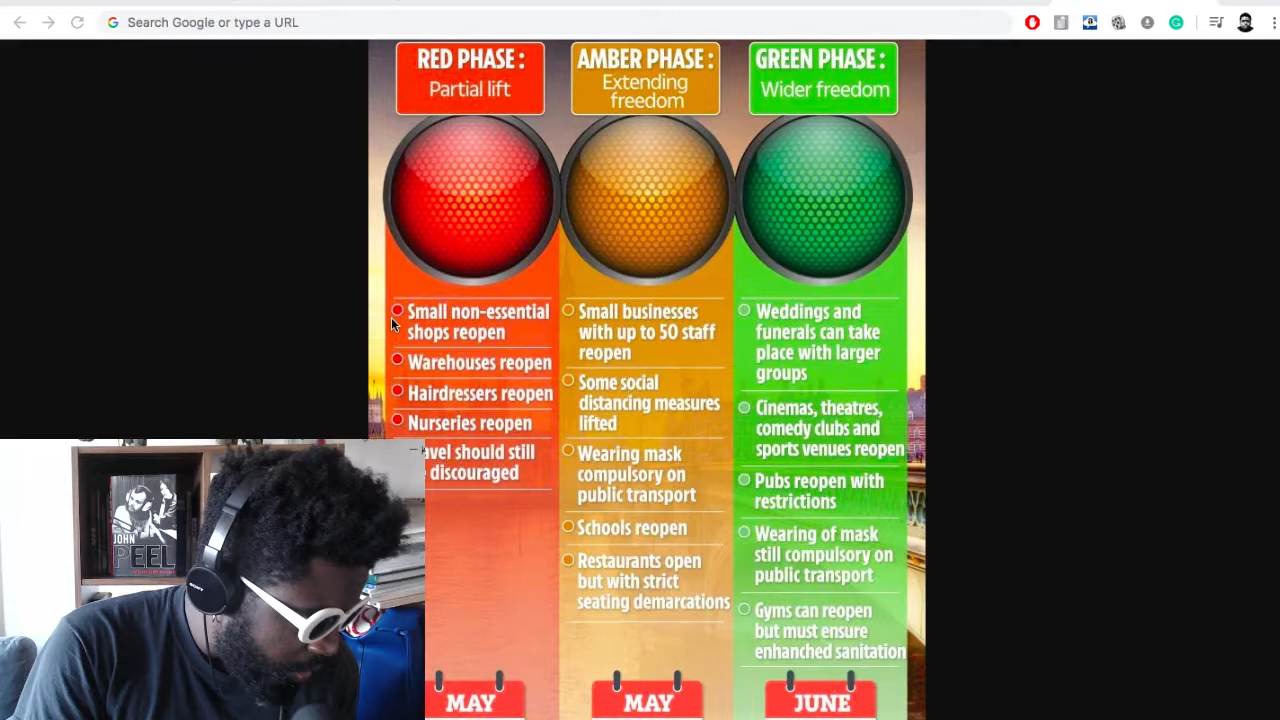 Search Google or type a URL
RED PHASE :
Partial lift
Small non-essential
shops reopen
Warehouses reopen
Hairdressers reopen
Nurseries reopen
avel should still
discouraged
AMBER PHASE :
Extending
freedom
Small businesses
with up to 50 staff
reopen
Some social
distancing measures
lifted
Wearing mask
compulsory on
public transport
Schools reopen
Restaurants open
but with strict
seating demarcations
GREEN PHASE :
Wider freedom
Weddings and
funerals can take
place with larger
groups
Cinemas, theatres,
comedy clubs and
sports venues reopen
Pubs reopen with
restrictions
Wearing of mask
still compulsory on
public transport
Gyms can reopen
but must ensure
enhanched sanitation
MAY
MAY
JUNE
JOHN
PEEL
SONY